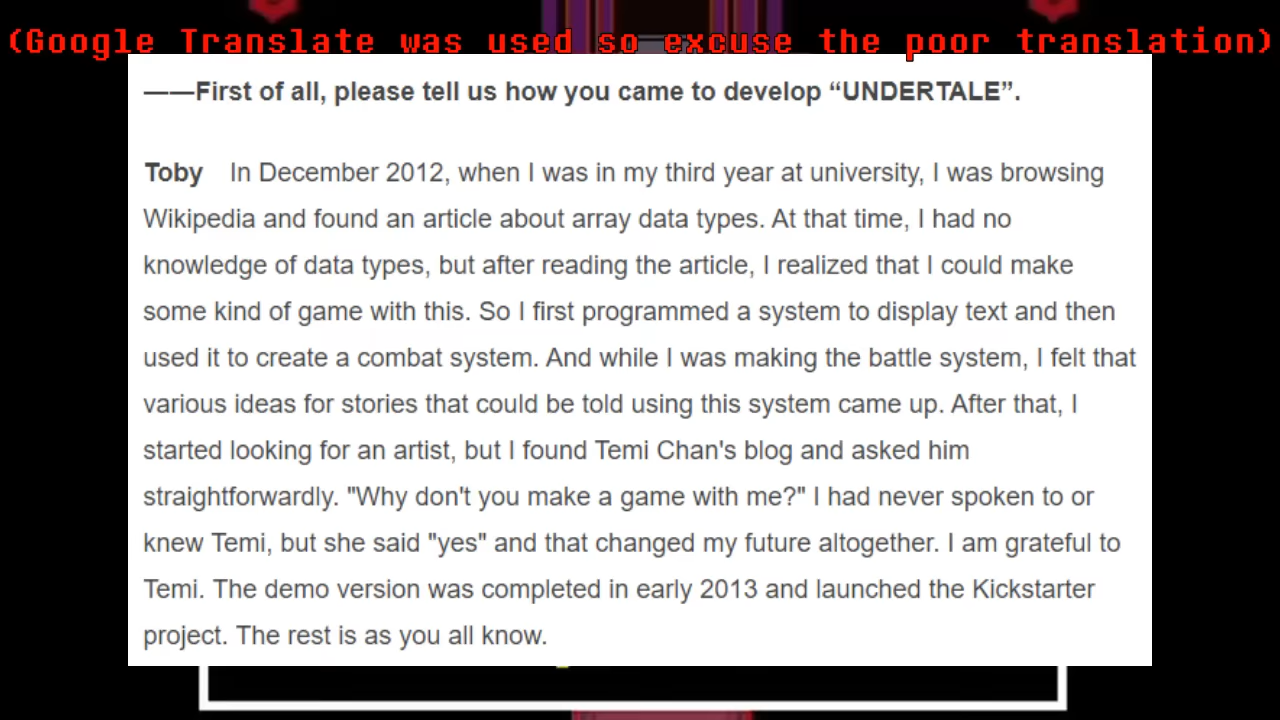 (Google Translate was used so excuse the poor translation)
——First of all, please tell us how you came to develop “UNDERTALE”.
Toby In December 2012, when I was in my third year at university, I was browsing
Wikipedia and found an article about array data types. At that time, I had no
knowledge of data types, but after reading the article, I realized that I could make
some kind of game with this. So I first programmed a system to display text and then
used it to create a combat system. And while I was making the battle system, I felt that
various ideas for stories that could be told using this system came up. After that, I
started looking for an artist, but I found Temi Chan's blog and asked him
straightforwardly. "Why don't you make a game with me?" I had never spoken to or
knew Temi, but she said "yes" and that changed my future altogether. I am grateful to
Temi. The demo version was completed in early 2013 and launched the Kickstarter
project. The rest is as you all know.